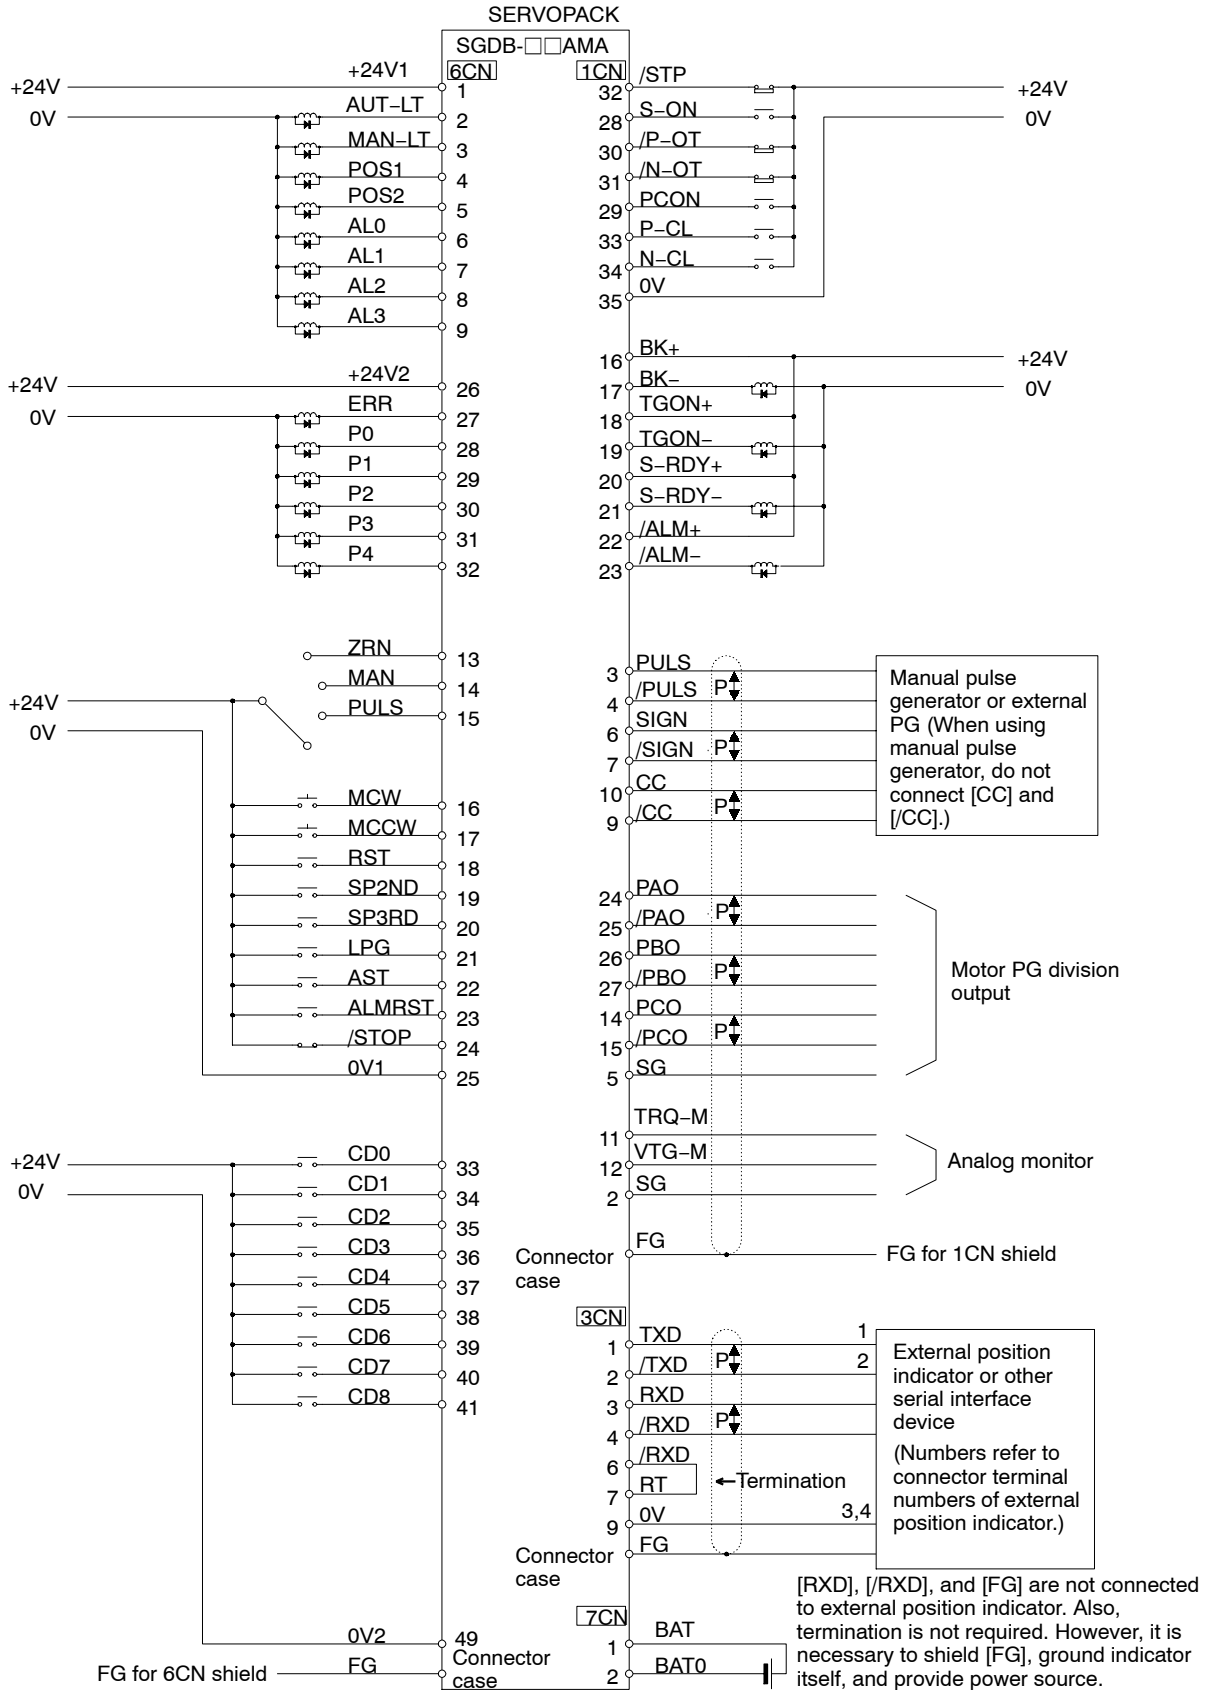 SERVOPACK
SGDB-□□AMA
6CN
1CN
+24V
+24V1
1
0V
AUT−LT
2
MAN−LT
3
POS1
4
POS2
5
AL0
6
AL1
7
AL2
8
AL3
9
+24V
+24V2
26
0V
ERR
27
P0
28
P1
29
P2
30
P3
31
P4
32
ZRN
13
MAN
14
+24V
PULS
15
0V
MCW
16
MCCW
17
RST
18
SP2ND
19
SP3RD
20
LPG
21
AST
22
ALMRST
23
/STOP
24
0V1
25
+24V
CD0
33
0V
CD1
34
CD2
35
CD3
36
CD4
37
CD5
38
CD6
39
CD7
40
CD8
41
0V2
49
FG for 6CN shield
FG
Connector
case
32
/STP
+24V
28
S-ON
0V
30
/P-OT
31
/N-OT
29
PCON
33
P−CL
34
N−CL
35
0V
16
BK+
+24V
17
BK-
0V
18
TGON+
19
TGON-
20
S−RDY+
21
S−RDY-
22
/ALM+
23
/ALM−
3
PULS
P
4
/PULS
6
SIGN
P
7
/SIGN
10
CC
P
9
/CC
Manual pulse
generator or external
PG (When using
manual pulse
generator, do not
connect [CC] and
[/CC].)
24
PAO
P
25
/PAO
26
PBO
P
27
/PBO
14
PCO
P
15
/PCO
5
SG
Motor PG division
output
11
TRQ−M
12
VTG−M
2
SG
Analog monitor
Connector
case
FG
FG for 1CN shield
3CN
1
TXD
1
P
2
/TXD
2
3
RXD
P
4
/RXD
6
/RXD
7
RT
Termination
9
0V
3,4
Connector
case
FG
External position
indicator or other
serial interface
device
(Numbers refer to
connector terminal
numbers of external
position indicator.)
7CN
1
BAT
2
BAT0
[RXD], [/RXD], and [FG] are not connected
to external position indicator. Also,
termination is not required. However, it is
necessary to shield [FG], ground indicator
itself, and provide power source.